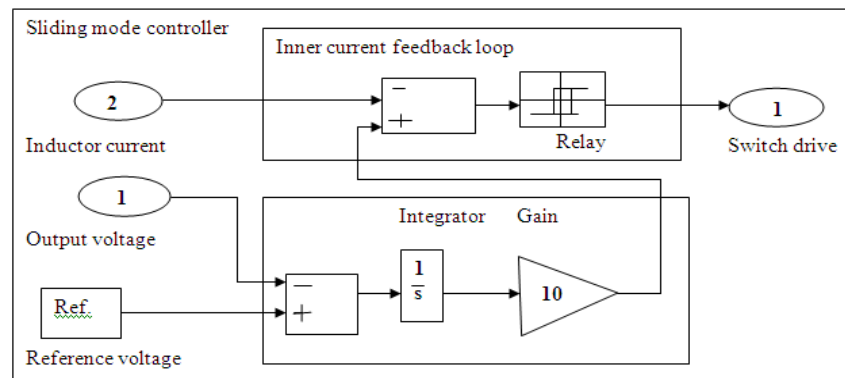 Sliding mode controller
Inner current feedback loop
2
−
+
Inductor current
Relay
1
Switch drive
1
Output voltage
Integrator Gain
−
+
1
s
10
Ref.
Reference voltage